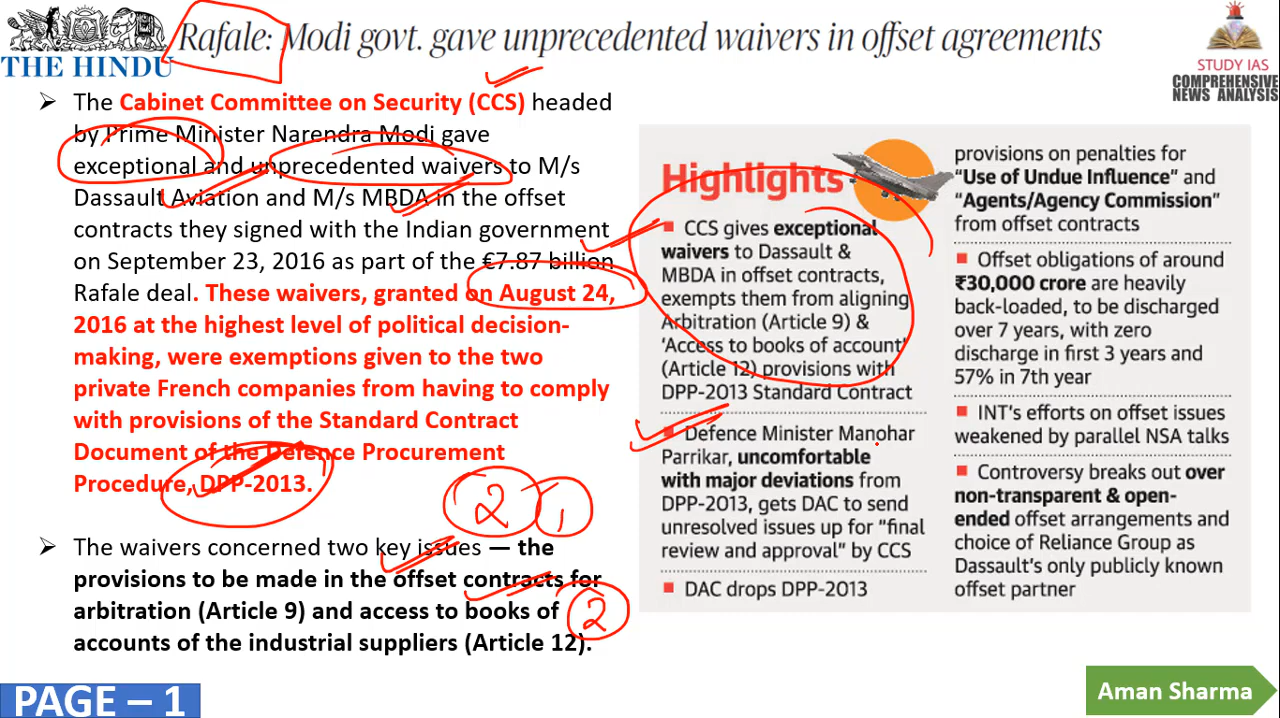 Rafale: Modi govt. gave unprecedented waivers in offset agreements
THE HINDU
STUDY IAS
COMPREHENSIVE
NEWS ANALYSIS
➢ The Cabinet Committee on Security (CCS) headed
by Prime Minister Narendra Modi gave
exceptional and unprecedented waivers to M/s
Dassault Aviation and M/s MBDA in the offset
contracts they signed with the Indian government
on September 23, 2016 as part of the €7.87 billion
Rafale deal. These waivers, granted on August 24,
2016 at the highest level of political decision-
making, were exemptions given to the two
private French companies from having to comply
with provisions of the Standard Contract
Document of the Defence Procurement
Procedure, DPP-2013.
2 1
➢ The waivers concerned two key issues — the
provisions to be made in the offset contracts for
arbitration (Article 9) and access to books of
accounts of the industrial suppliers (Article 12).
2
Highlights
■ CCS gives exceptional
waivers to Dassault &
MBDA in offset contracts,
exempts them from aligning
Arbitration (Article 9) &
‘Access to books of account’
(Article 12) provisions with
DPP-2013 Standard Contract
■ Defence Minister Manohar
Parrikar, uncomfortable
with major deviations from
DPP-2013, gets DAC to send
unresolved issues up for “final
review and approval” by CCS
■ DAC drops DPP-2013
provisions on penalties for
“Use of Undue Influence” and
“Agents/Agency Commission”
from offset contracts
■ Offset obligations of around
₹30,000 crore are heavily
back-loaded, to be discharged
over 7 years, with zero
discharge in first 3 years and
57% in 7th year
■ INT’s efforts on offset issues
weakened by parallel NSA talks
■ Controversy breaks out over
non-transparent & open-
ended offset arrangements and
choice of Reliance Group as
Dassault’s only publicly known
offset partner
PAGE – 1
Aman Sharma